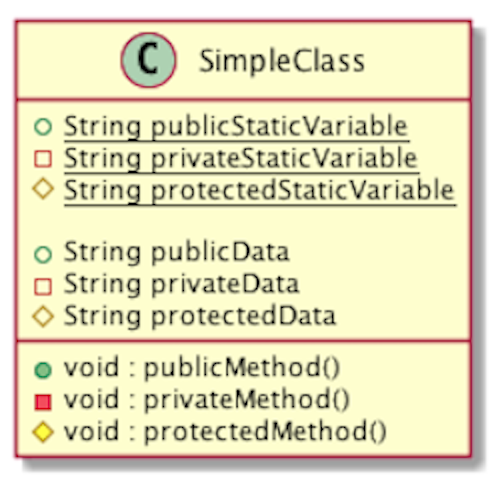 C SimpleClass
String publicStaticVariable
String privateStaticVariable
String protectedStaticVariable
String publicData
String privateData
String protectedData
void : publicMethod()
void : privateMethod()
void : protectedMethod()